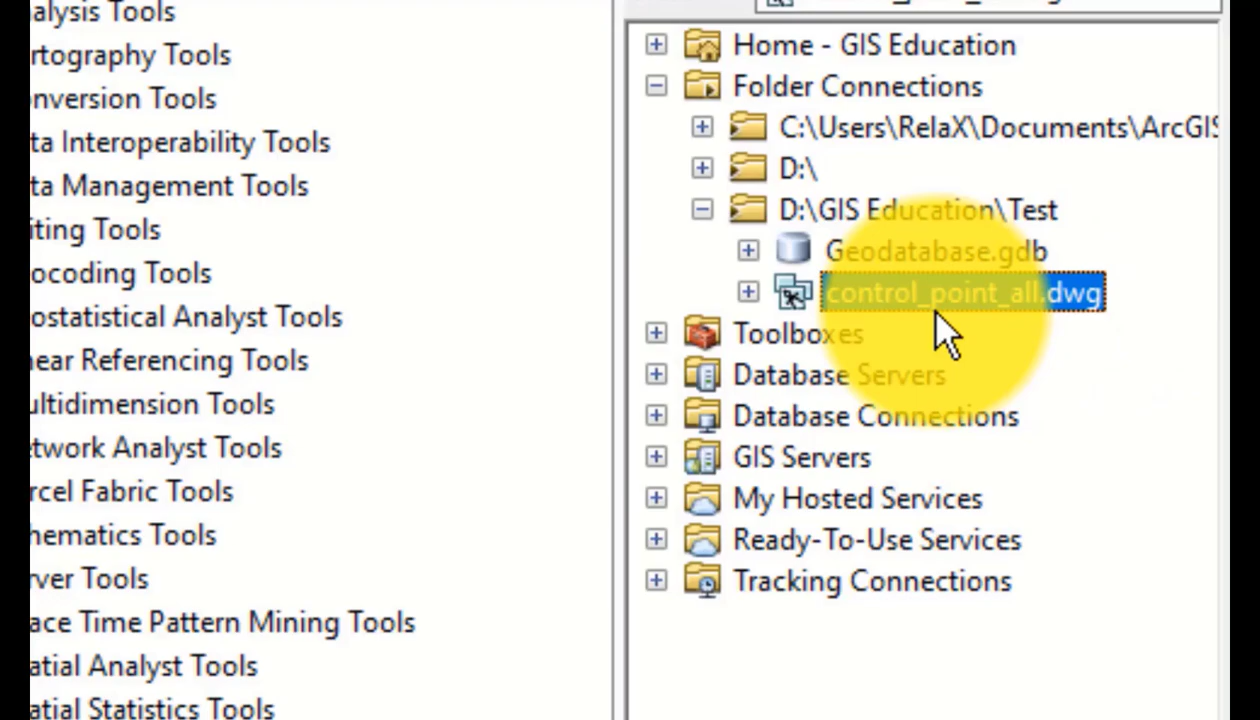 alysis Tools
rtography Tools
onversion Tools
ta Interoperability Tools
ta Management Tools
iting Tools
ocoding Tools
ostatistical Analyst Tools
near Referencing Tools
ultidimension Tools
etwork Analyst Tools
rcel Fabric Tools
hematics Tools
rver Tools
ace Time Pattern Mining Tools
atial Analyst Tools
atial Statistics Tools
Home - GIS Education
Folder Connections
C:\Users\RelaX\Documents\ArcGIS
D:\
D:\GIS Education\Test
Geodatabase.gdb
control_point_all.dwg
Toolboxes
Database Servers
Database Connections
GIS Servers
My Hosted Services
Ready-To-Use Services
Tracking Connections